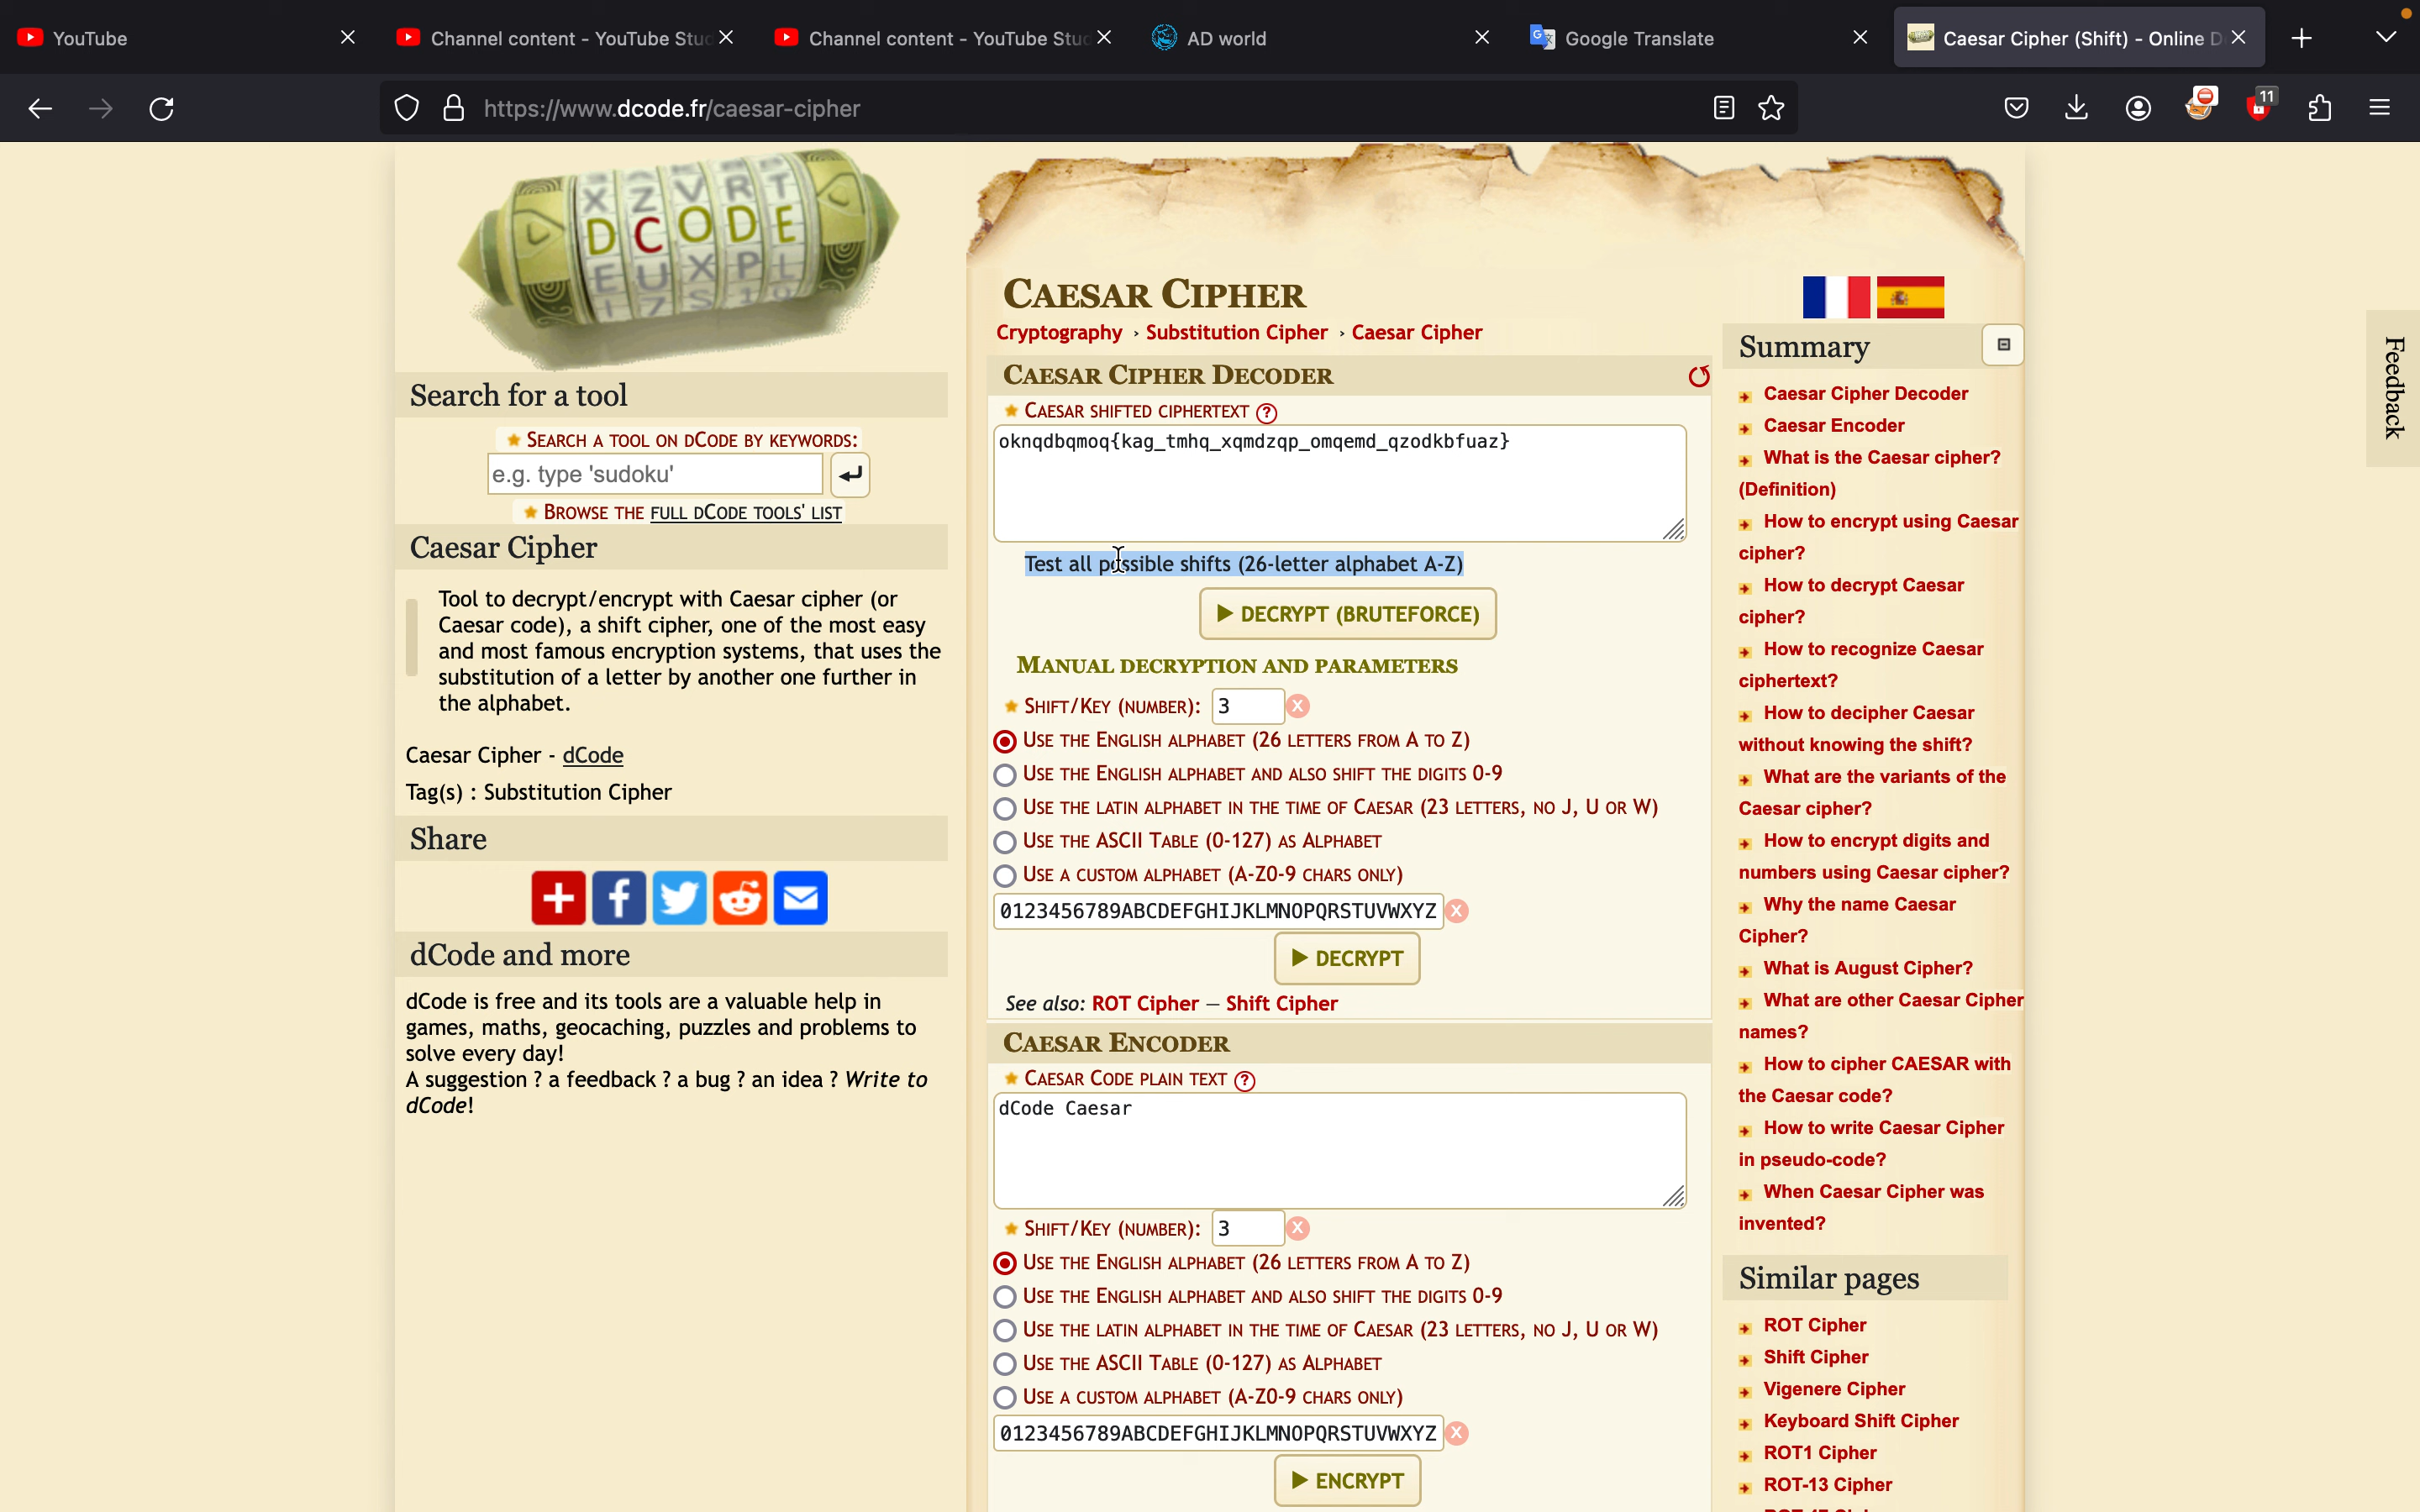 YouTube
Channel content - YouTube Stud
Channel content - YouTube Stud
AD world
Google Translate
Caesar Cipher (Shift) - Online D
https://www.dcode.fr/caesar-cipher
11
X Z V R T
D C O D E
E U X P L
Search for a tool
SEARCH A TOOL ON DCODE BY KEYWORDS:
e.g. type 'sudoku'
BROWSE THE FULL DCODE TOOLS' LIST
Caesar Cipher
Tool to decrypt/encrypt with Caesar cipher (or
Caesar code), a shift cipher, one of the most easy
and most famous encryption systems, that uses the
substitution of a letter by another one further in
the alphabet.
Caesar Cipher - dCode
Tag(s) : Substitution Cipher
Share
dCode and more
dCode is free and its tools are a valuable help in
games, maths, geocaching, puzzles and problems to
solve every day!
A suggestion ? a feedback ? a bug ? an idea ? Write to
dCode!
CAESAR CIPHER
Cryptography › Substitution Cipher › Caesar Cipher
CAESAR CIPHER DECODER
CAESAR SHIFTED CIPHERTEXT ?
oknqdbqmoq{kag_tmhq_xqmdzqp_omqemd_qzodkbfuaz}
Test all possible shifts (26-letter alphabet A-Z)
► DECRYPT (BRUTEFORCE)
MANUAL DECRYPTION AND PARAMETERS
SHIFT/KEY (NUMBER): 3 X
USE THE ENGLISH ALPHABET (26 LETTERS FROM A TO Z)
USE THE ENGLISH ALPHABET AND ALSO SHIFT THE DIGITS 0-9
USE THE LATIN ALPHABET IN THE TIME OF CAESAR (23 LETTERS, NO J, U OR W)
USE THE ASCII TABLE (0-127) AS ALPHABET
USE A CUSTOM ALPHABET (A-Z0-9 CHARS ONLY)
0123456789ABCDEFGHIJKLMNOPQRSTUVWXYZ X
► DECRYPT
See also: ROT Cipher — Shift Cipher
CAESAR ENCODER
CAESAR CODE PLAIN TEXT ?
dCode Caesar
SHIFT/KEY (NUMBER): 3 X
USE THE ENGLISH ALPHABET (26 LETTERS FROM A TO Z)
USE THE ENGLISH ALPHABET AND ALSO SHIFT THE DIGITS 0-9
USE THE LATIN ALPHABET IN THE TIME OF CAESAR (23 LETTERS, NO J, U OR W)
USE THE ASCII TABLE (0-127) AS ALPHABET
USE A CUSTOM ALPHABET (A-Z0-9 CHARS ONLY)
0123456789ABCDEFGHIJKLMNOPQRSTUVWXYZ X
► ENCRYPT
Summary
Caesar Cipher Decoder
Caesar Encoder
What is the Caesar cipher?
(Definition)
How to encrypt using Caesar
cipher?
How to decrypt Caesar
cipher?
How to recognize Caesar
ciphertext?
How to decipher Caesar
without knowing the shift?
What are the variants of the
Caesar cipher?
How to encrypt digits and
numbers using Caesar cipher?
Why the name Caesar
Cipher?
What is August Cipher?
What are other Caesar Cipher
names?
How to cipher CAESAR with
the Caesar code?
How to write Caesar Cipher
in pseudo-code?
When Caesar Cipher was
invented?
Similar pages
ROT Cipher
Shift Cipher
Vigenere Cipher
Keyboard Shift Cipher
ROT1 Cipher
ROT-13 Cipher
Feedback